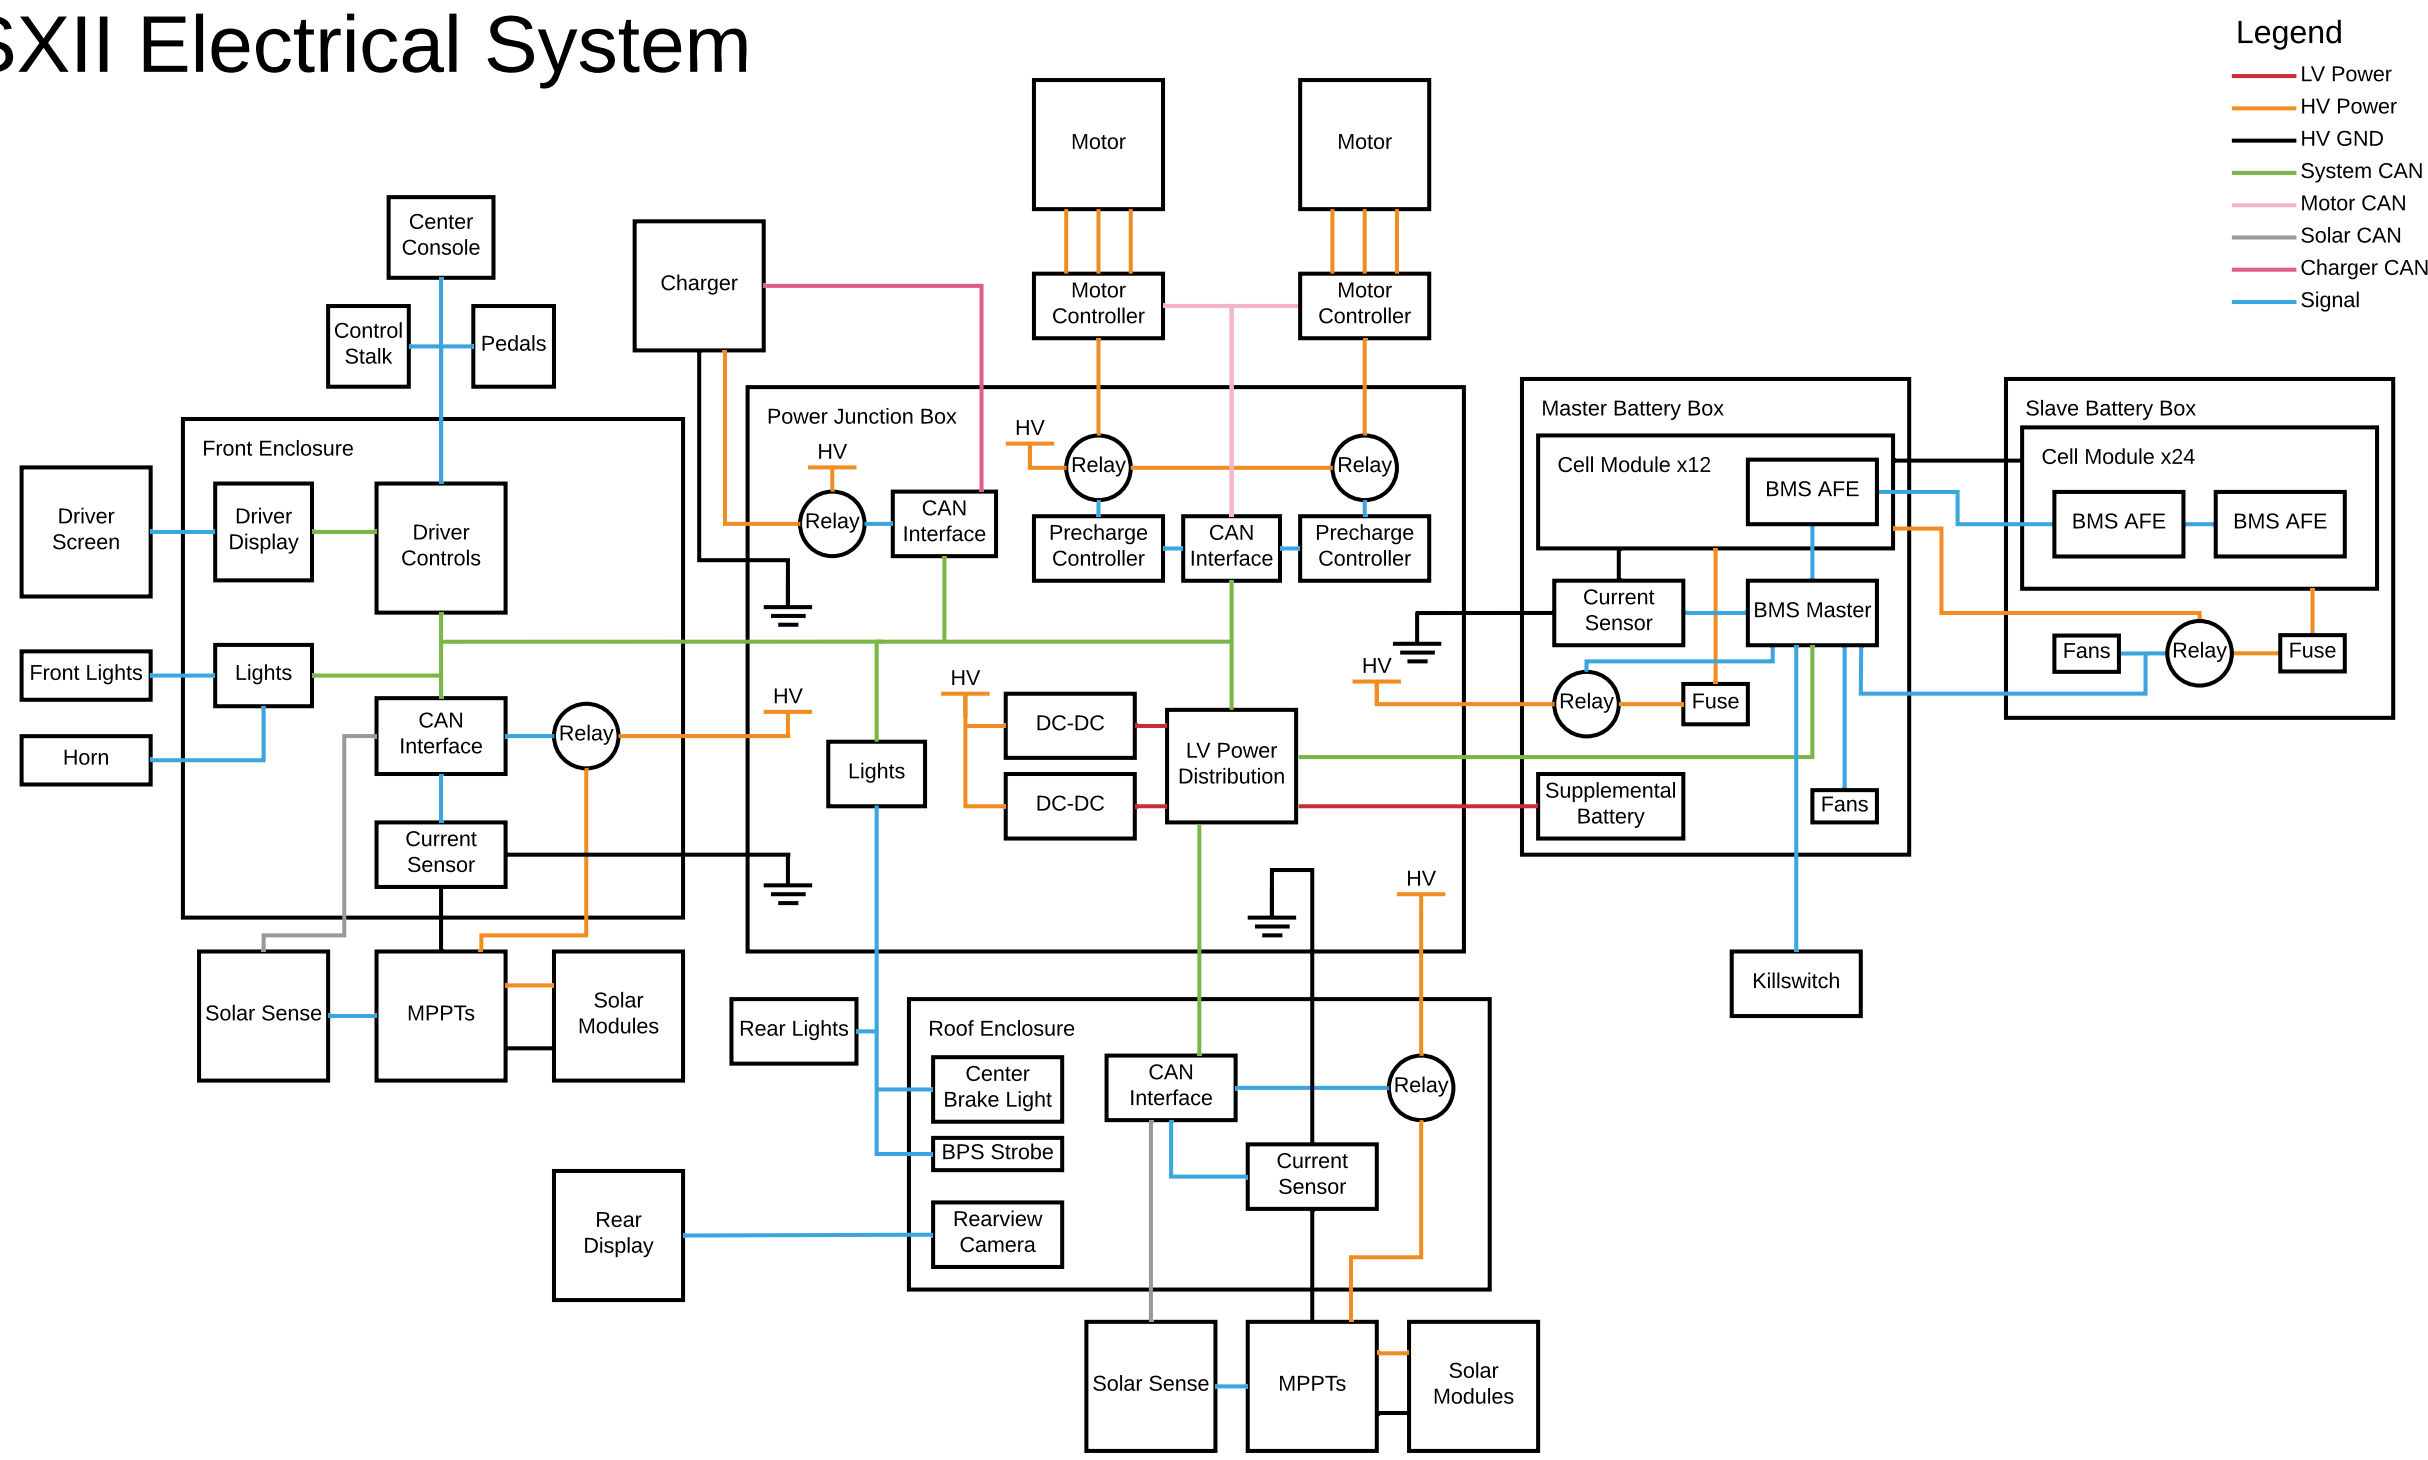 SXII Electrical System
Legend
LV Power
HV Power
HV GND
System CAN
Motor CAN
Solar CAN
Charger CAN
Signal
Motor
Motor
Center
Console
Charger
Motor
Controller
Motor
Controller
Control
Stalk
Pedals
Front Enclosure
Driver
Screen
Driver
Display
Driver
Controls
Front Lights
Lights
Horn
CAN
Interface
Relay
Current
Sensor
Solar Sense
MPPTs
Solar
Modules
Power Junction Box
HV
Relay
CAN
Interface
HV
Relay
Relay
Precharge
Controller
CAN
Interface
Precharge
Controller
HV
HV
DC-DC
DC-DC
LV Power
Distribution
Lights
HV
HV
Master Battery Box
Cell Module x12
BMS AFE
Current
Sensor
BMS Master
Relay
Fuse
Supplemental
Battery
Fans
Killswitch
Slave Battery Box
Cell Module x24
BMS AFE
BMS AFE
Fans
Relay
Fuse
Rear Lights
Roof Enclosure
Center
Brake Light
BPS Strobe
Rearview
Camera
CAN
Interface
Relay
Current
Sensor
Rear
Display
Solar Sense
MPPTs
Solar
Modules